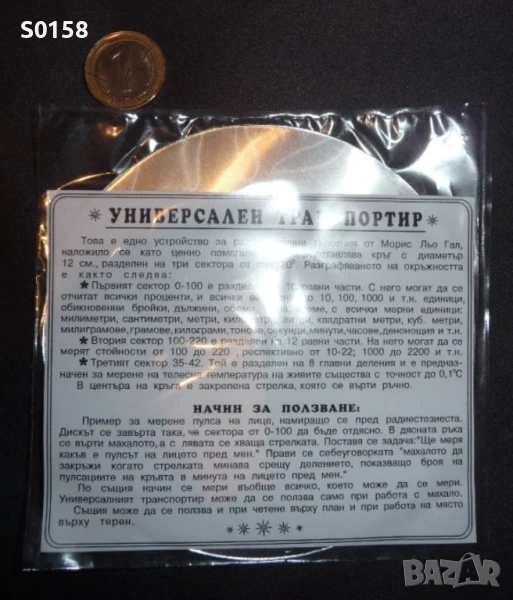 S0158
1
УНИВЕРСАЛЕН ТРАНСПОРТИР
Това е едно устройство за от Морис Льо Гал,
наложило се като ценно кръг с диаметър
12 см., разделен на три сектора от по 120°. Разграфяването на окръжността
е както следва:
Първият сектор 0-100 е разделен на 10 равни части. С него могат да се
отчитат всички проценти, и всички до 10, 100, 1000 и т.н. единици,
обикновенни бройки, дължини, с всички мерни единици:
милиметри, сантиметри, метри, литри, квадратни метри, куб. метри,
милиграмове, грамове, килограми, тонове, секунди, минути, часове, денонощия и т.н.
Втория сектор 100-220 е разделен на 12 равни части. На него могат да се
мерят стойности от 100 до 220 , респективно от 10-22; 1000 до 2200 и т.н.
Третият сектор 35-42. Той е разделен на 8 главни деления и е предназ-
начен за мерене на телесна температура на живите същества с точност до 0,1°С
В центъра на кръга е закрепена стрелка, която се върти ръчно.
НАЧИН ЗА ПОЛЗВАНЕ:
Пример за мерене пулса на лице, намиращо се пред радиестезиеста.
Дискът се завърта така, че сектора от 0-100 да бъде отдясно. В дясната ръка
се върти махалото, а с лявата се хваща стрелката. Поставя се задача:"Ще меря
какъв е пулсът на лицето пред мен." Прави се себеуговорката "махалото да
закръжи когато стрелката минава срещу делението, показващо броя на
пулсациите на кръвта в минута на лицето пред мен."
По същия начин се мери въобще всичко, което може да се мери.
Универсалният транспортир може да се ползва само при работа с махало.
Същия може да се ползва и при четене върху план и при работа на място
върху терен.
БАZАР